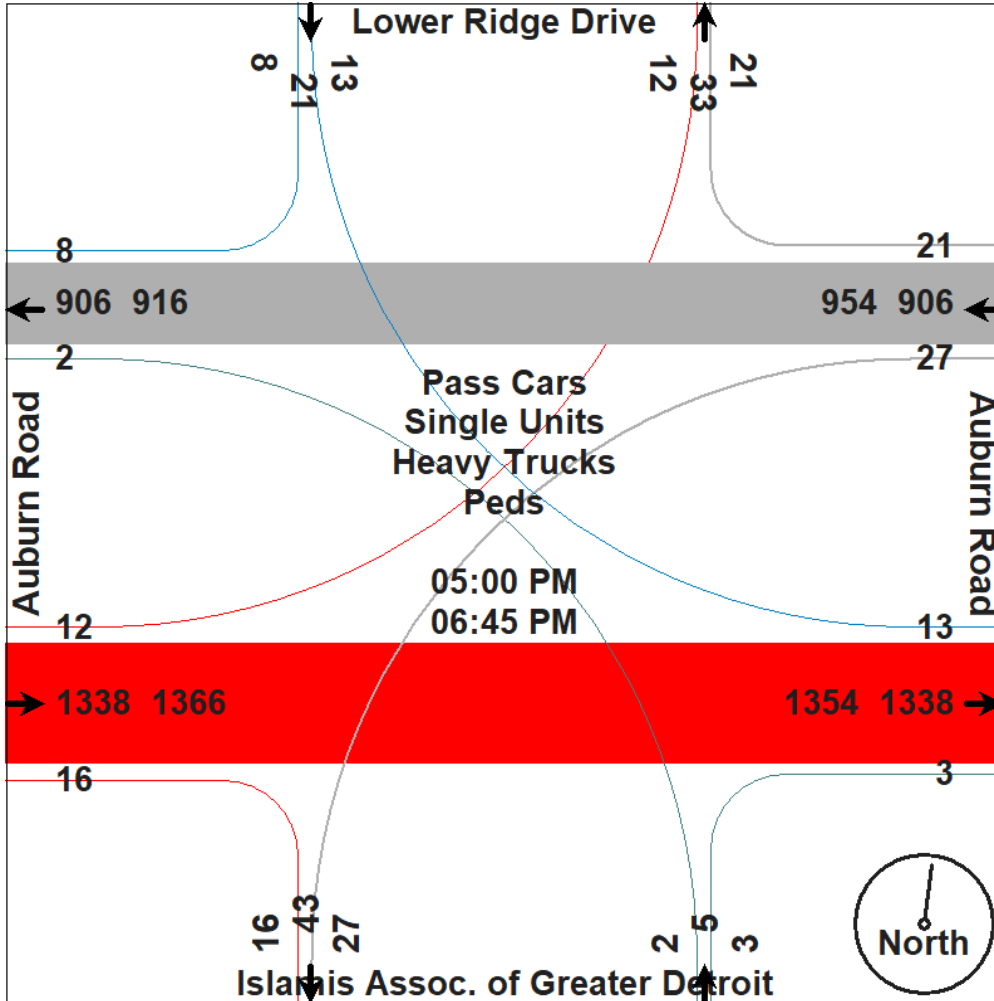 Lower Ridge Drive
8 21 13
12 33 21
8
21
906 916
954 906
2
27
Pass Cars
Single Units
Heavy Trucks
Peds
Auburn Road
Auburn Road
05:00 PM
06:45 PM
12
13
1338 1366
1354 1338
16
3
16 43 27
2 5 3
North
Islamis Assoc. of Greater Detroit